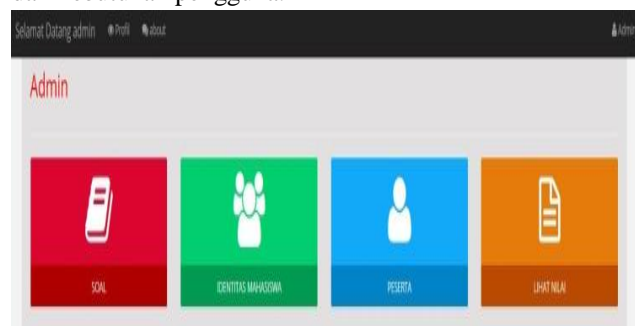 Selamat Datang admin Profil about Admin
Admin
SOAL IDENTITAS MAHASISWA PESERTA LIHAT NILAI